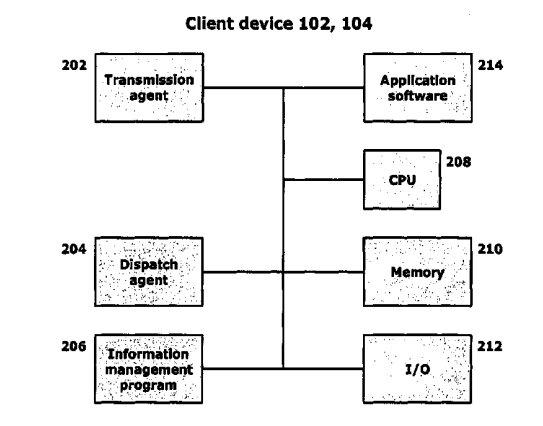 Client device 102, 104
202
Transmission
agent
214
Application
software
208
CPU
204
Dispatch
agent
210
Memory
206
Information
management
program
212
I/O